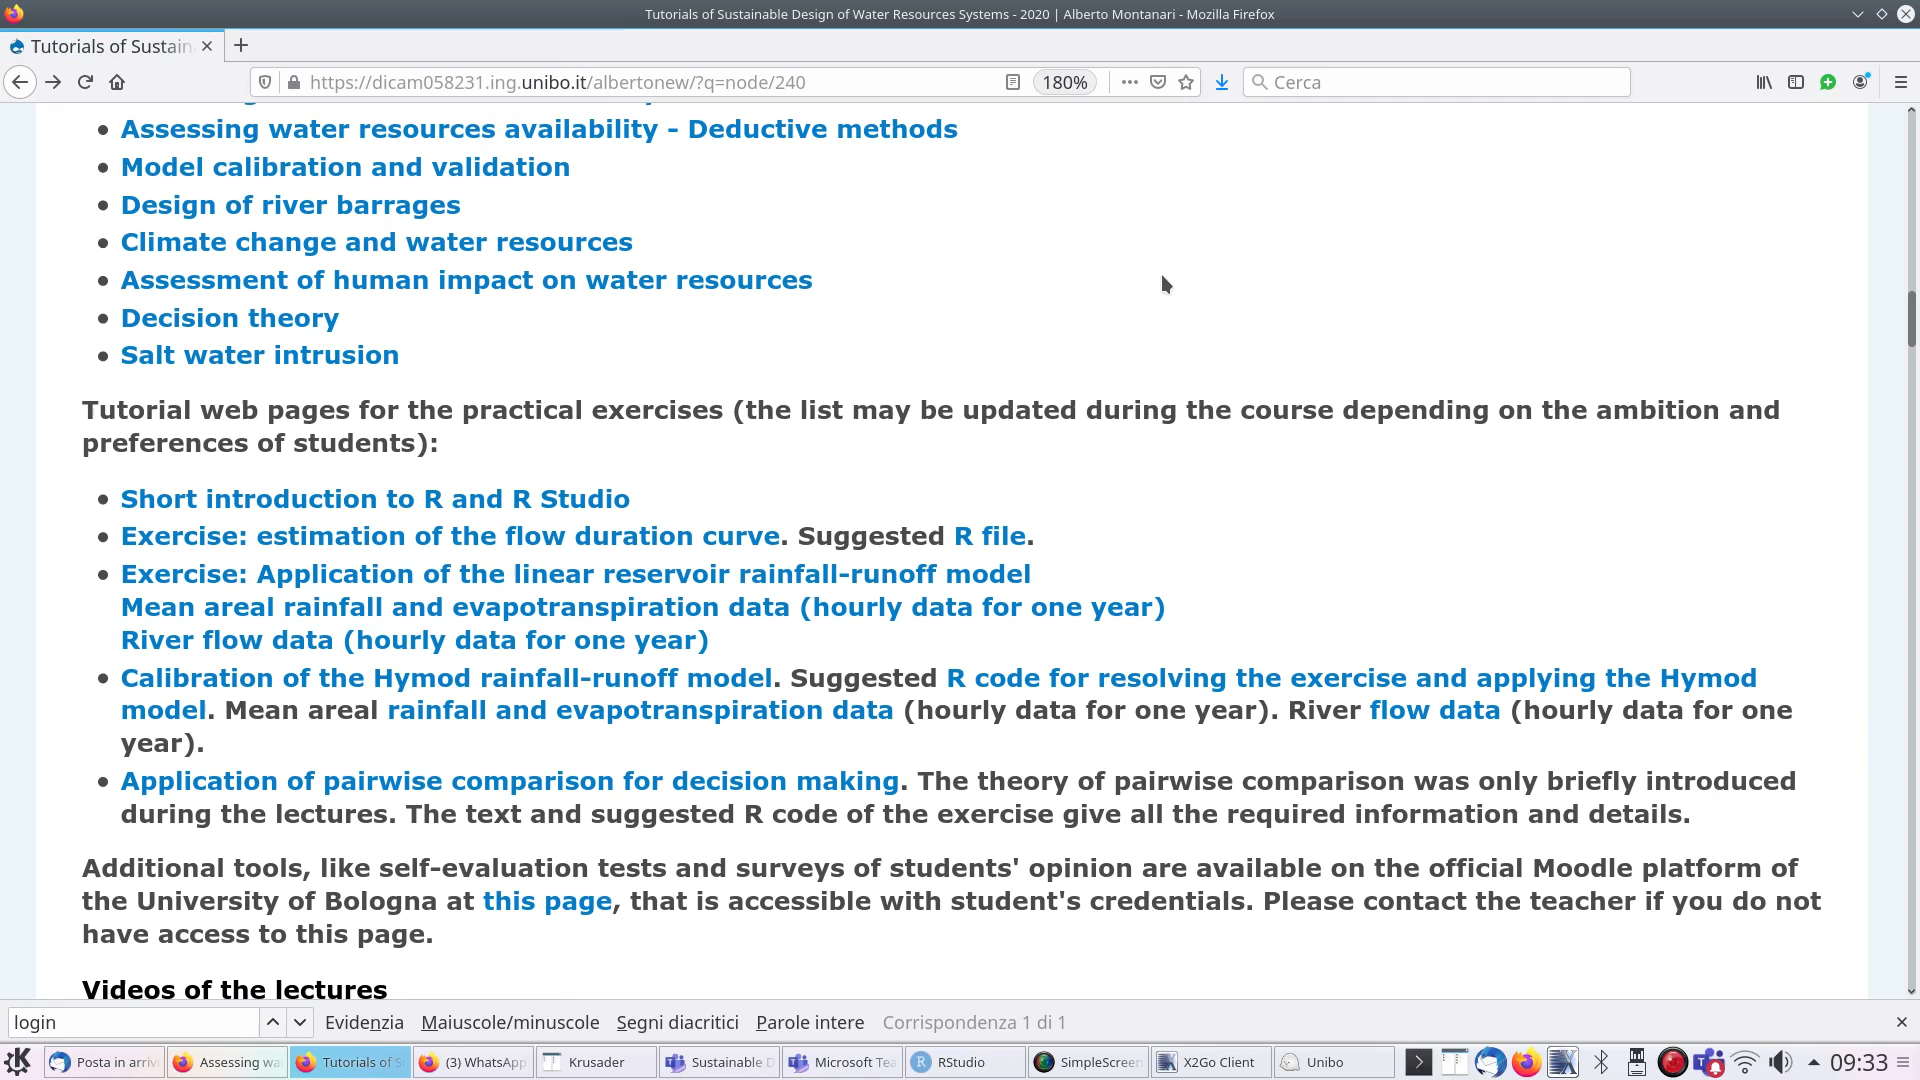 Tutorials of Sustainable Design of Water Resources Systems - 2020 | Alberto Montanari - Mozilla Firefox
Tutorials of Sustain
https://dicam058231.ing.unibo.it/albertonew/?q=node/240
180%
Cerca
Assessing water resources availability - Deductive methods
Model calibration and validation
Design of river barrages
Climate change and water resources
Assessment of human impact on water resources
Decision theory
Salt water intrusion
Tutorial web pages for the practical exercises (the list may be updated during the course depending on the ambition and
preferences of students):
Short introduction to R and R Studio
Exercise: estimation of the flow duration curve. Suggested R file.
Exercise: Application of the linear reservoir rainfall-runoff model
Mean areal rainfall and evapotranspiration data (hourly data for one year)
River flow data (hourly data for one year)
Calibration of the Hymod rainfall-runoff model. Suggested R code for resolving the exercise and applying the Hymod
model. Mean areal rainfall and evapotranspiration data (hourly data for one year). River flow data (hourly data for one
year).
Application of pairwise comparison for decision making. The theory of pairwise comparison was only briefly introduced
during the lectures. The text and suggested R code of the exercise give all the required information and details.
Additional tools, like self-evaluation tests and surveys of students' opinion are available on the official Moodle platform of
the University of Bologna at this page, that is accessible with student's credentials. Please contact the teacher if you do not
have access to this page.
Videos of the lectures
login Evidenzia Maiuscole/minuscole Segni diacritici Parole intere Corrispondenza 1 di 1
Posta in arriv Assessing wa Tutorials of S (3) WhatsApp Krusader Sustainable D Microsoft Tea RStudio SimpleScreen X2Go Client Unibo 09:33